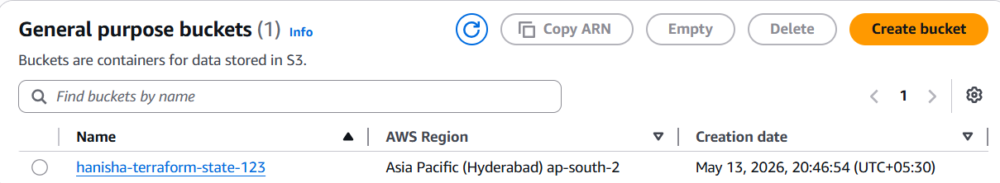 General purpose buckets (1) Info
Copy ARN
Empty
Delete
Create bucket
Buckets are containers for data stored in S3.
Find buckets by name
1
Name AWS Region Creation date
hanisha-terraform-state-123 Asia Pacific (Hyderabad) ap-south-2 May 13, 2026, 20:46:54 (UTC+05:30)